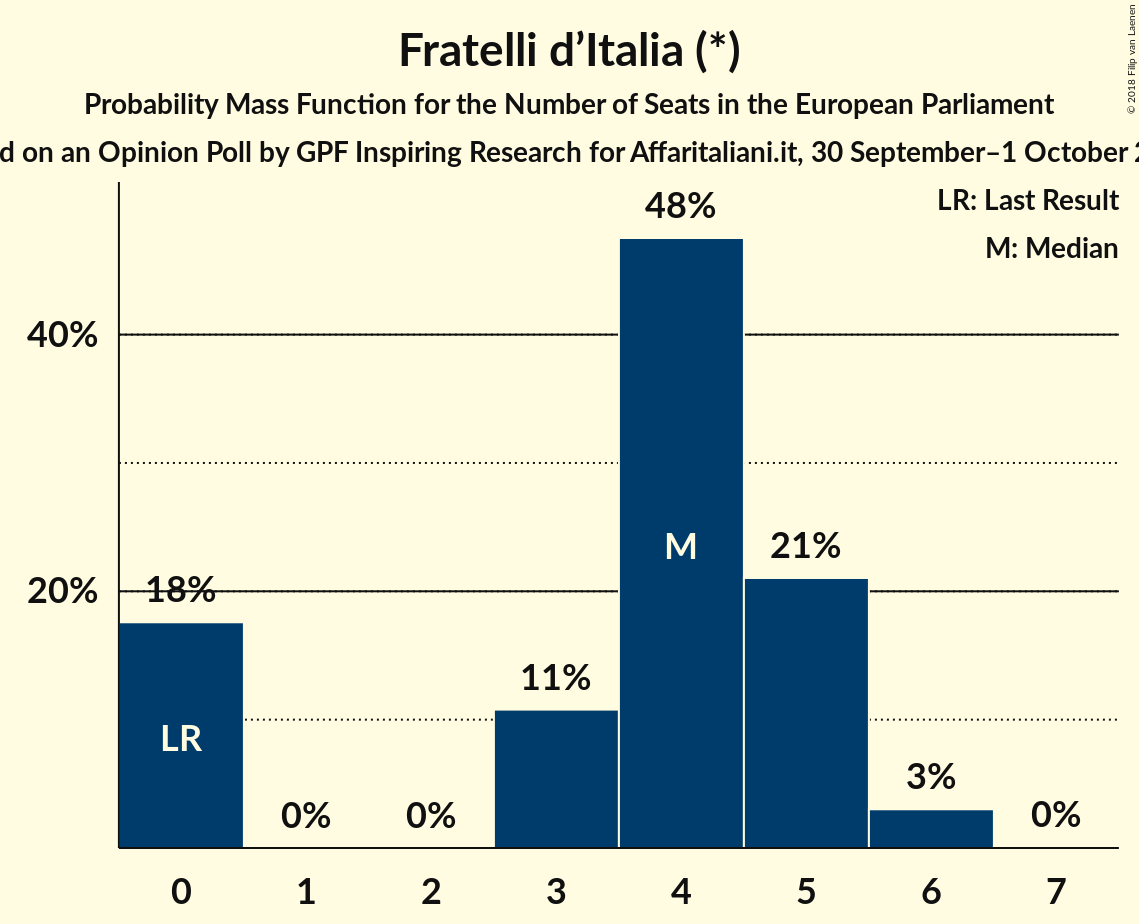 Fratelli d’Italia (*)
Probability Mass Function for the Number of Seats in the European Parliament
on an Opinion Poll by GPF Inspiring Research for Affaritaliani.it, 30 September–1 October
© 2018 Filip van Laenen
LR: Last Result
M: Median
48%
40%
M
21%
20%
18%
11%
LR
3%
0%
0%
0%
0 1 2 3 4 5 6 7